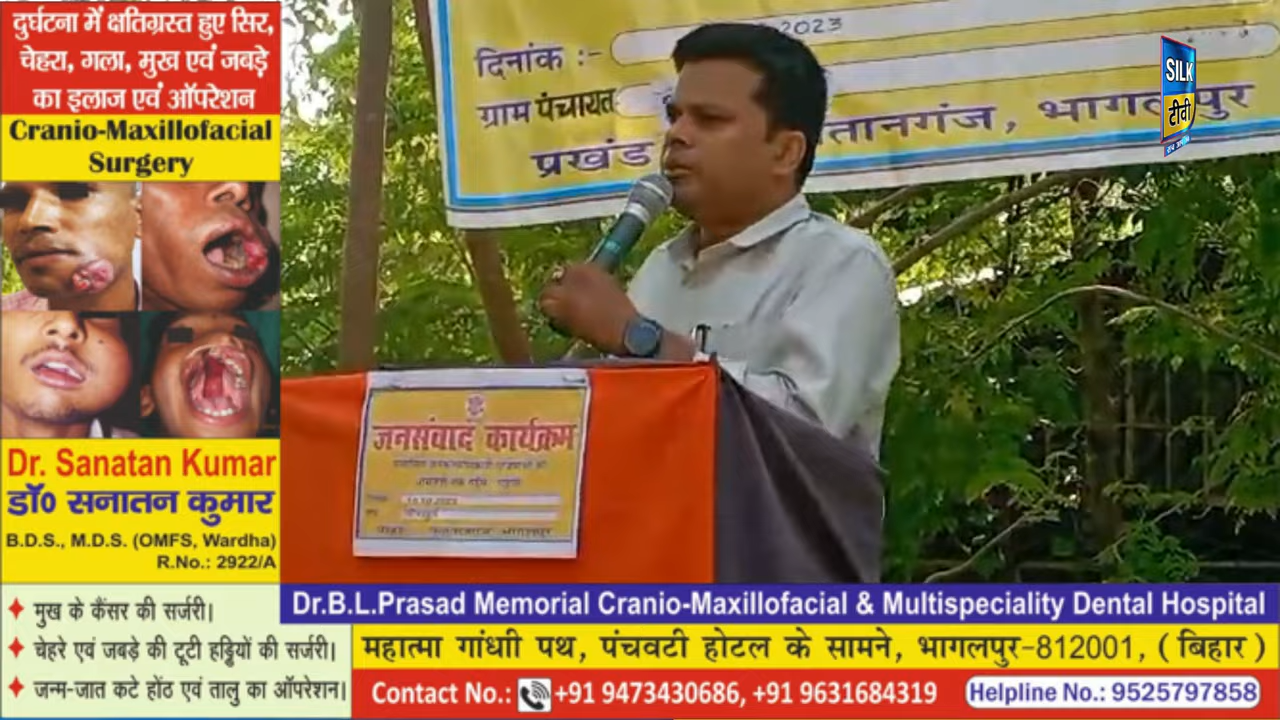 दुर्घटना में क्षतिग्रस्त हुए सिर,
चेहरा, गला, मुख एवं जबड़े
का इलाज एवं ऑपरेशन
Cranio-Maxillofacial
Surgery
Dr. Sanatan Kumar
डॉ० सनातन कुमार
B.D.S., M.D.S. (OMFS, Wardha)
R.No.: 2922/A
मुख के कैंसर की सर्जरी।
चेहरे एवं जबड़े की टूटी हड्डियों की सर्जरी।
जन्म-जात कटे होंठ एवं तालु का ऑपरेशन।
दिनांक :- 2023
ग्राम पंचायत
प्रखंड तानगंज, भागलपुर
SILK
टीवी
जनसंवाद कार्यक्रम
Dr.B.L.Prasad Memorial Cranio-Maxillofacial & Multispeciality Dental Hospital
महात्मा गांधाी पथ, पंचवटी होटल के सामने, भागलपुर-812001, ( बिहार )
Contact No.: +91 9473430686, +91 9631684319
Helpline No.: 9525797858